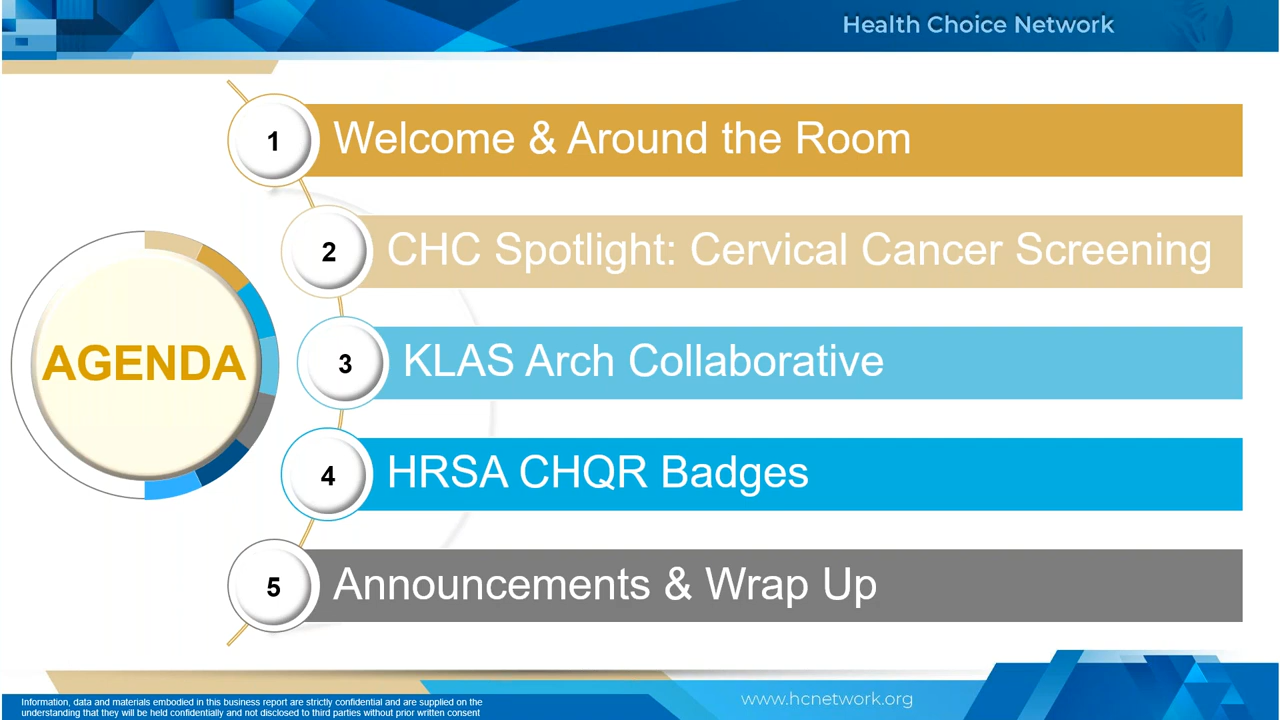 Health Choice Network
1
Welcome & Around the Room
2
CHC Spotlight: Cervical Cancer Screening
AGENDA
3
KLAS Arch Collaborative
4
HRSA CHQR Badges
5
Announcements & Wrap Up
Information, data and materials embodied in this business report are strictly confidential and are supplied on the
understanding that they will be held confidentially and not disclosed to third parties without prior written consent
www.hcnetwork.org